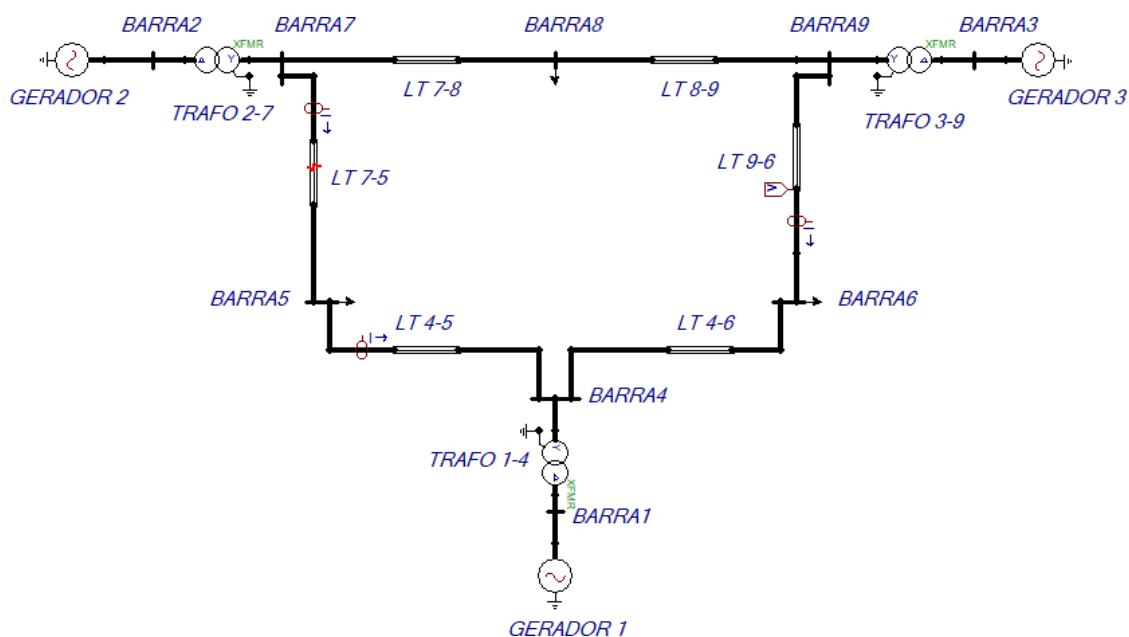 BARRA2
BARRA7
BARRA8
BARRA9
BARRA3
XFMR
XFMR
Y
Y
GERADOR 2
TRAFO 2-7
LT 7-8
LT 8-9
TRAFO 3-9
GERADOR 3
I
LT 7-5
LT 9-6
V
I
BARRA5
BARRA6
LT 4-5
LT 4-6
I
BARRA4
TRAFO 1-4
Y
XFMR
BARRA1
GERADOR 1